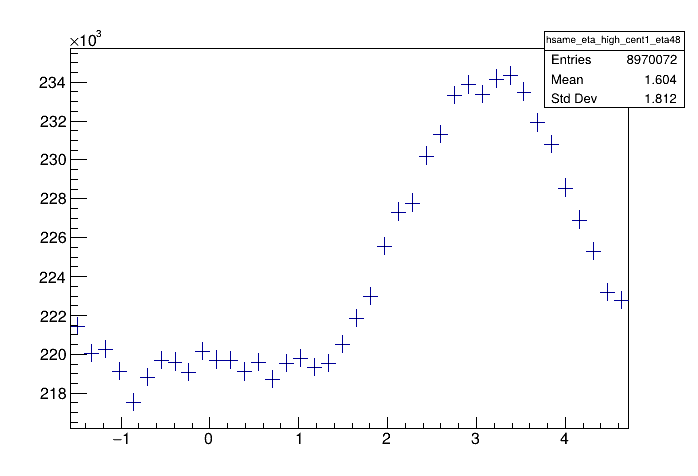 ×10³
hsame_eta_high_cent1_eta48
Entries 8970072
Mean 1.604
Std Dev 1.812
234
232
230
228
226
224
222
220
218
−1 0 1 2 3 4